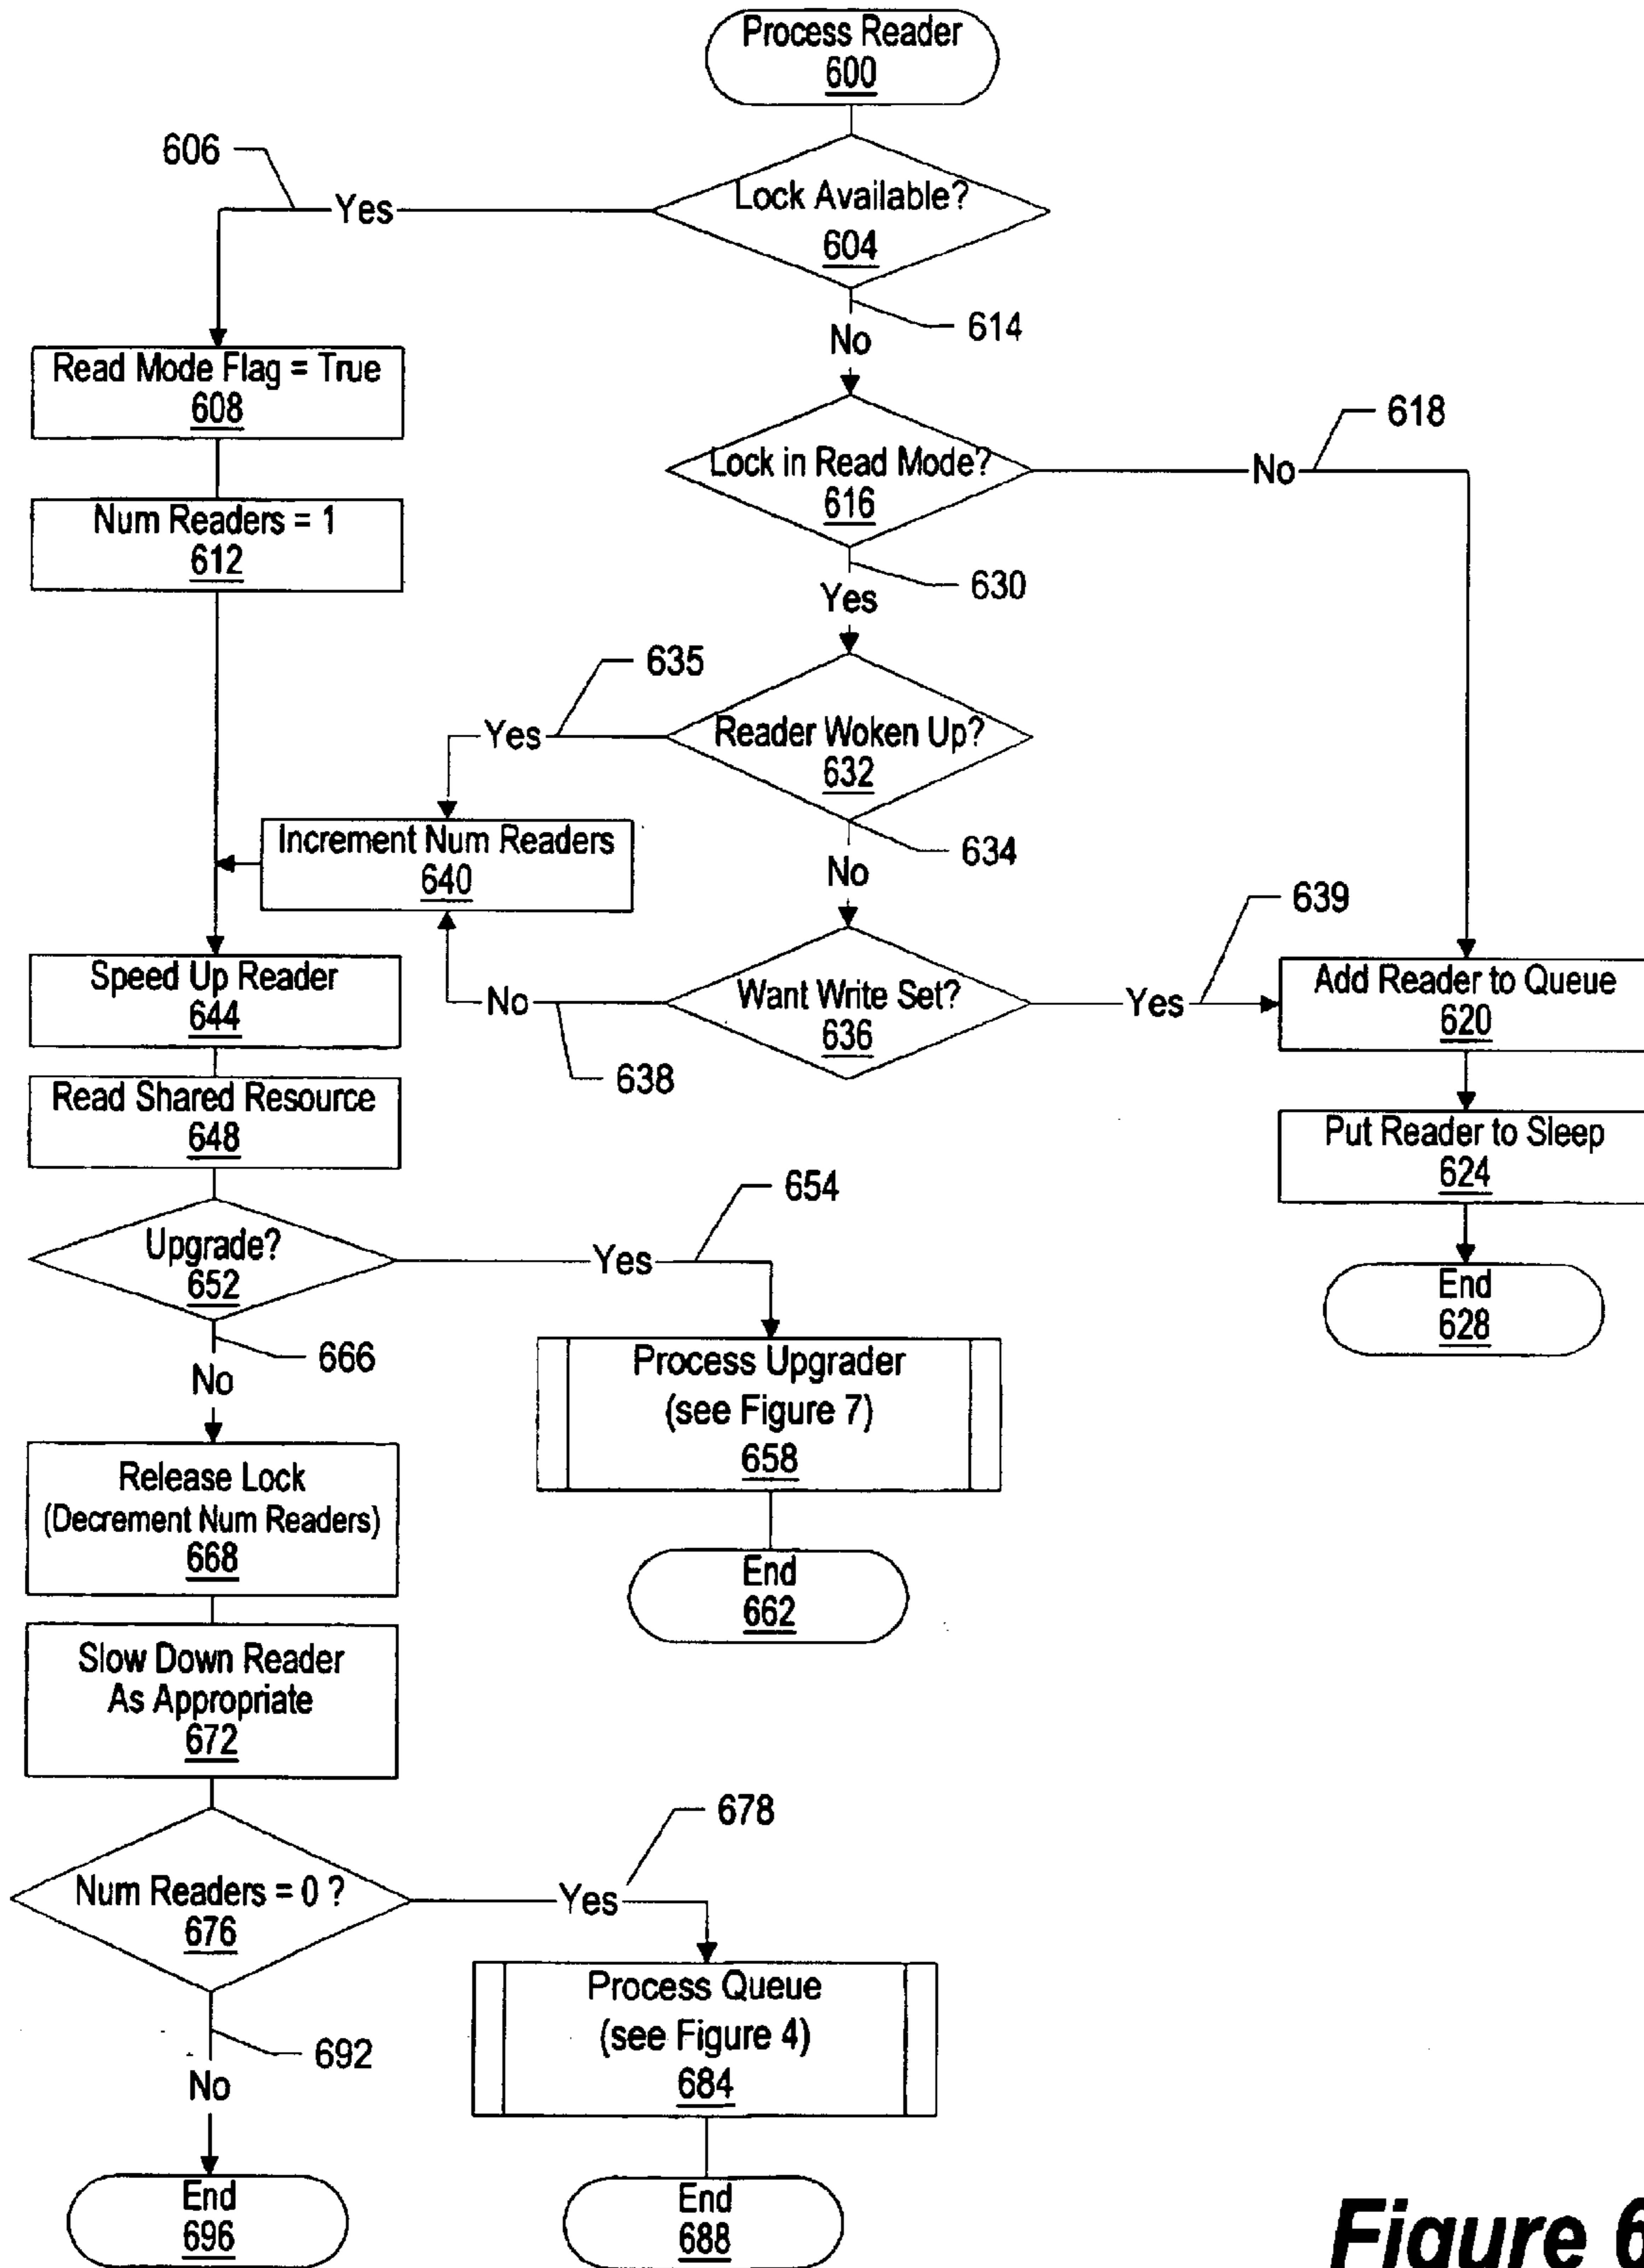 Process Reader
600
606
Yes
Lock Available?
604
614
No
Read Mode Flag = True
608
618
Lock in Read Mode?
616
No
Num Readers = 1
612
630
Yes
635
Yes
Reader Woken Up?
632
Increment Num Readers
640
634
No
639
Speed Up Reader
644
No
Want Write Set?
636
Yes
Add Reader to Queue
620
638
Read Shared Resource
648
Put Reader to Sleep
624
654
Upgrade?
652
Yes
End
628
666
No
Process Upgrader
(see Figure 7)
658
Release Lock
(Decrement Num Readers)
668
End
662
Slow Down Reader
As Appropriate
672
678
Num Readers = 0 ?
676
Yes
Process Queue
(see Figure 4)
684
692
No
End
696
End
688
Figure 6